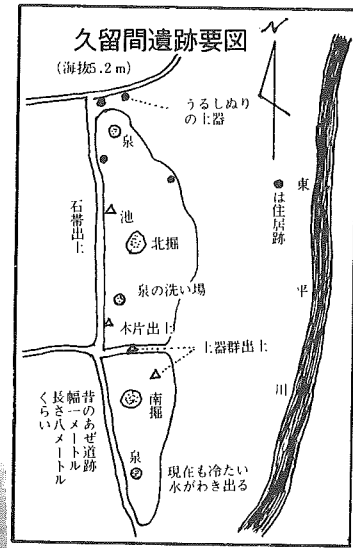 久留間遺跡要図
(海抜5.2m)
N
うるしぬり
の土器
泉
東平川
●は住居跡
石帯出土
池
北掘
泉の洗い場
木片出土
土器群出土
南掘
昔のあぜ道跡
幅一メートル
長さ八メートル
くらい
泉
現在も冷たい
水がわき出る